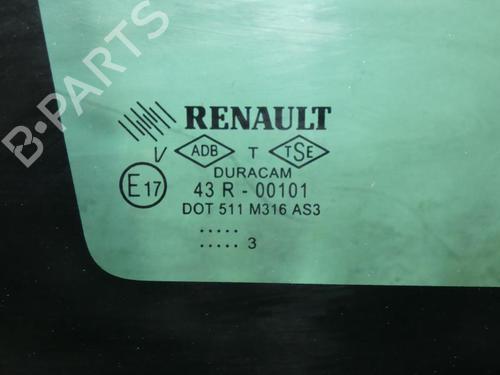 B-PARTS
RENAULT
V ADB T TSE
DURACAM
E17 43 R - 00101
DOT 511 M316 AS3
..... 
..... 3